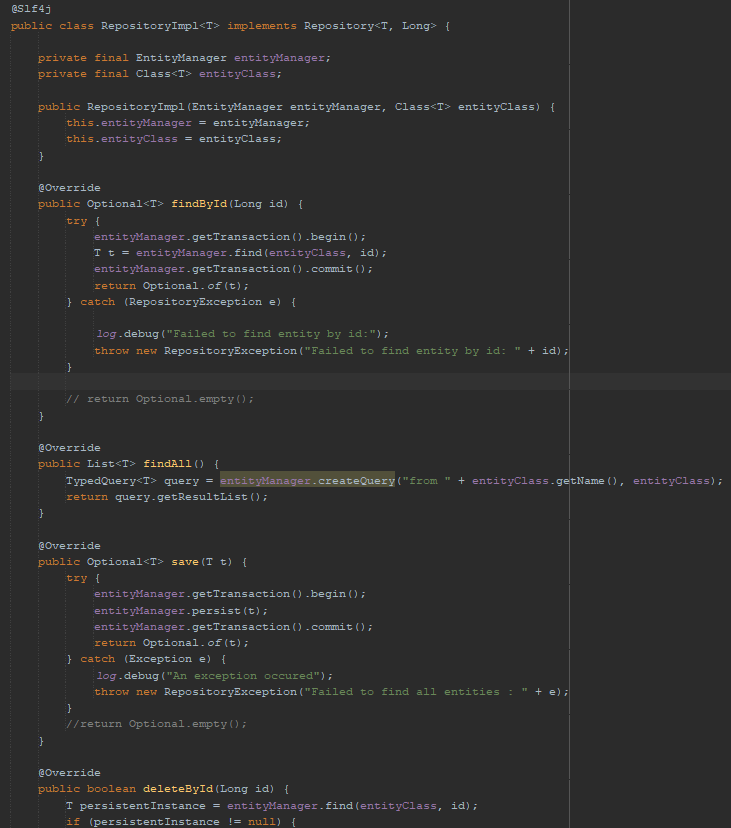 @Slf4j
public class RepositoryImpl<T> implements Repository<T, Long> {
private final EntityManager entityManager;
private final Class<T> entityClass;
public RepositoryImpl(EntityManager entityManager, Class<T> entityClass) {
this.entityManager = entityManager;
this.entityClass = entityClass;
}
@Override
public Optional<T> findById(Long id) {
try {
entityManager.getTransaction().begin();
T t = entityManager.find(entityClass, id);
entityManager.getTransaction().commit();
return Optional.of(t);
} catch (RepositoryException e) {
log.debug("Failed to find entity by id:");
throw new RepositoryException("Failed to find entity by id: " + id);
}
// return Optional.empty();
}
@Override
public List<T> findAll() {
TypedQuery<T> query = entityManager.createQuery("from " + entityClass.getName(), entityClass);
return query.getResultList();
}
@Override
public Optional<T> save(T t) {
try {
entityManager.getTransaction().begin();
entityManager.persist(t);
entityManager.getTransaction().commit();
return Optional.of(t);
} catch (Exception e) {
log.debug("An exception occured");
throw new RepositoryException("Failed to find all entities : " + e);
}
//return Optional.empty();
}
@Override
public boolean deleteById(Long id) {
T persistentInstance = entityManager.find(entityClass, id);
if (persistentInstance != null) {